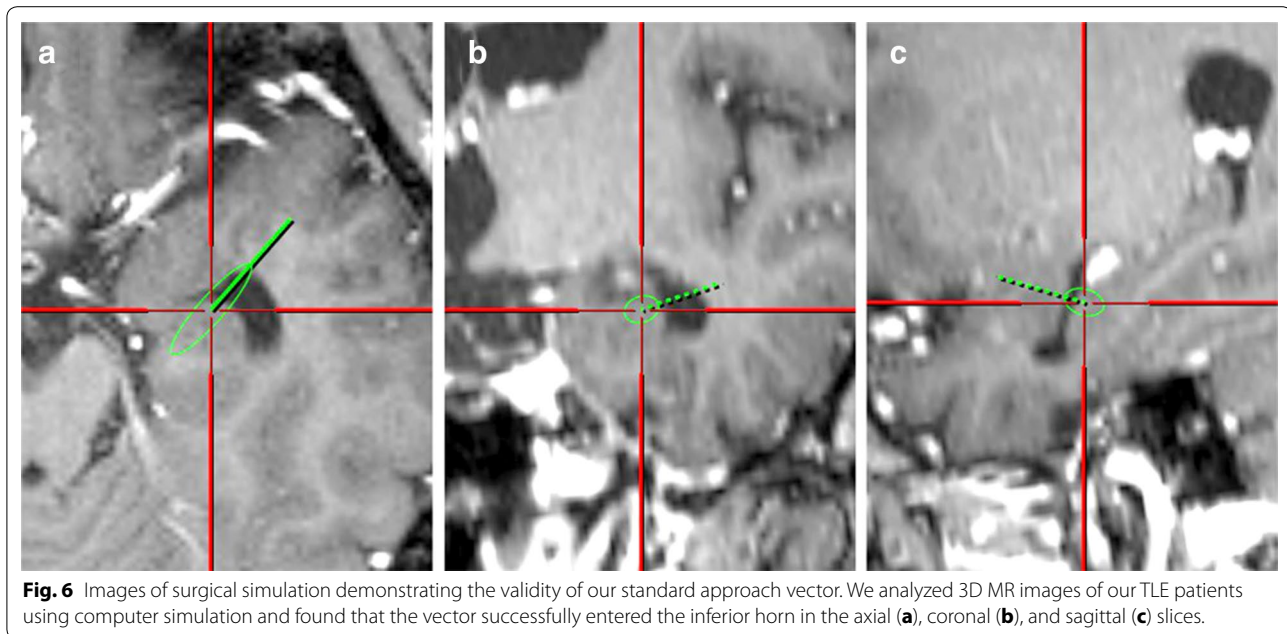 a
b
c
Fig. 6 Images of surgical simulation demonstrating the validity of our standard approach vector. We analyzed 3D MR images of our TLE patients
using computer simulation and found that the vector successfully entered the inferior horn in the axial (a), coronal (b), and sagittal (c) slices.